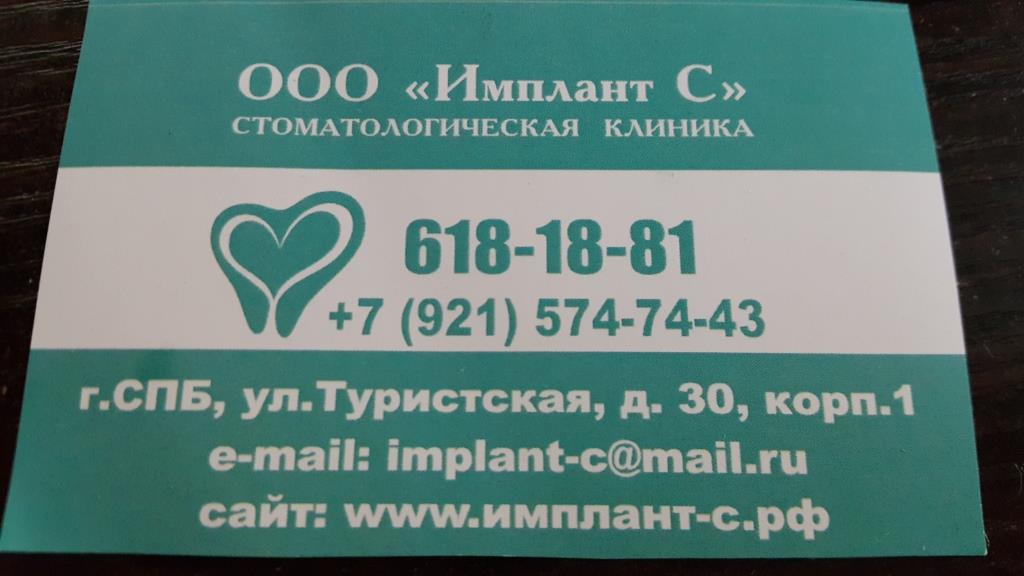 ООО «Имплант С»
СТОМАТОЛОГИЧЕСКАЯ КЛИНИКА
618-18-81
+7 (921) 574-74-43
г.СПБ, ул.Туристская, д. 30, корп.1
e-mail: implant-c@mail.ru
сайт: www.имплант-с.рф